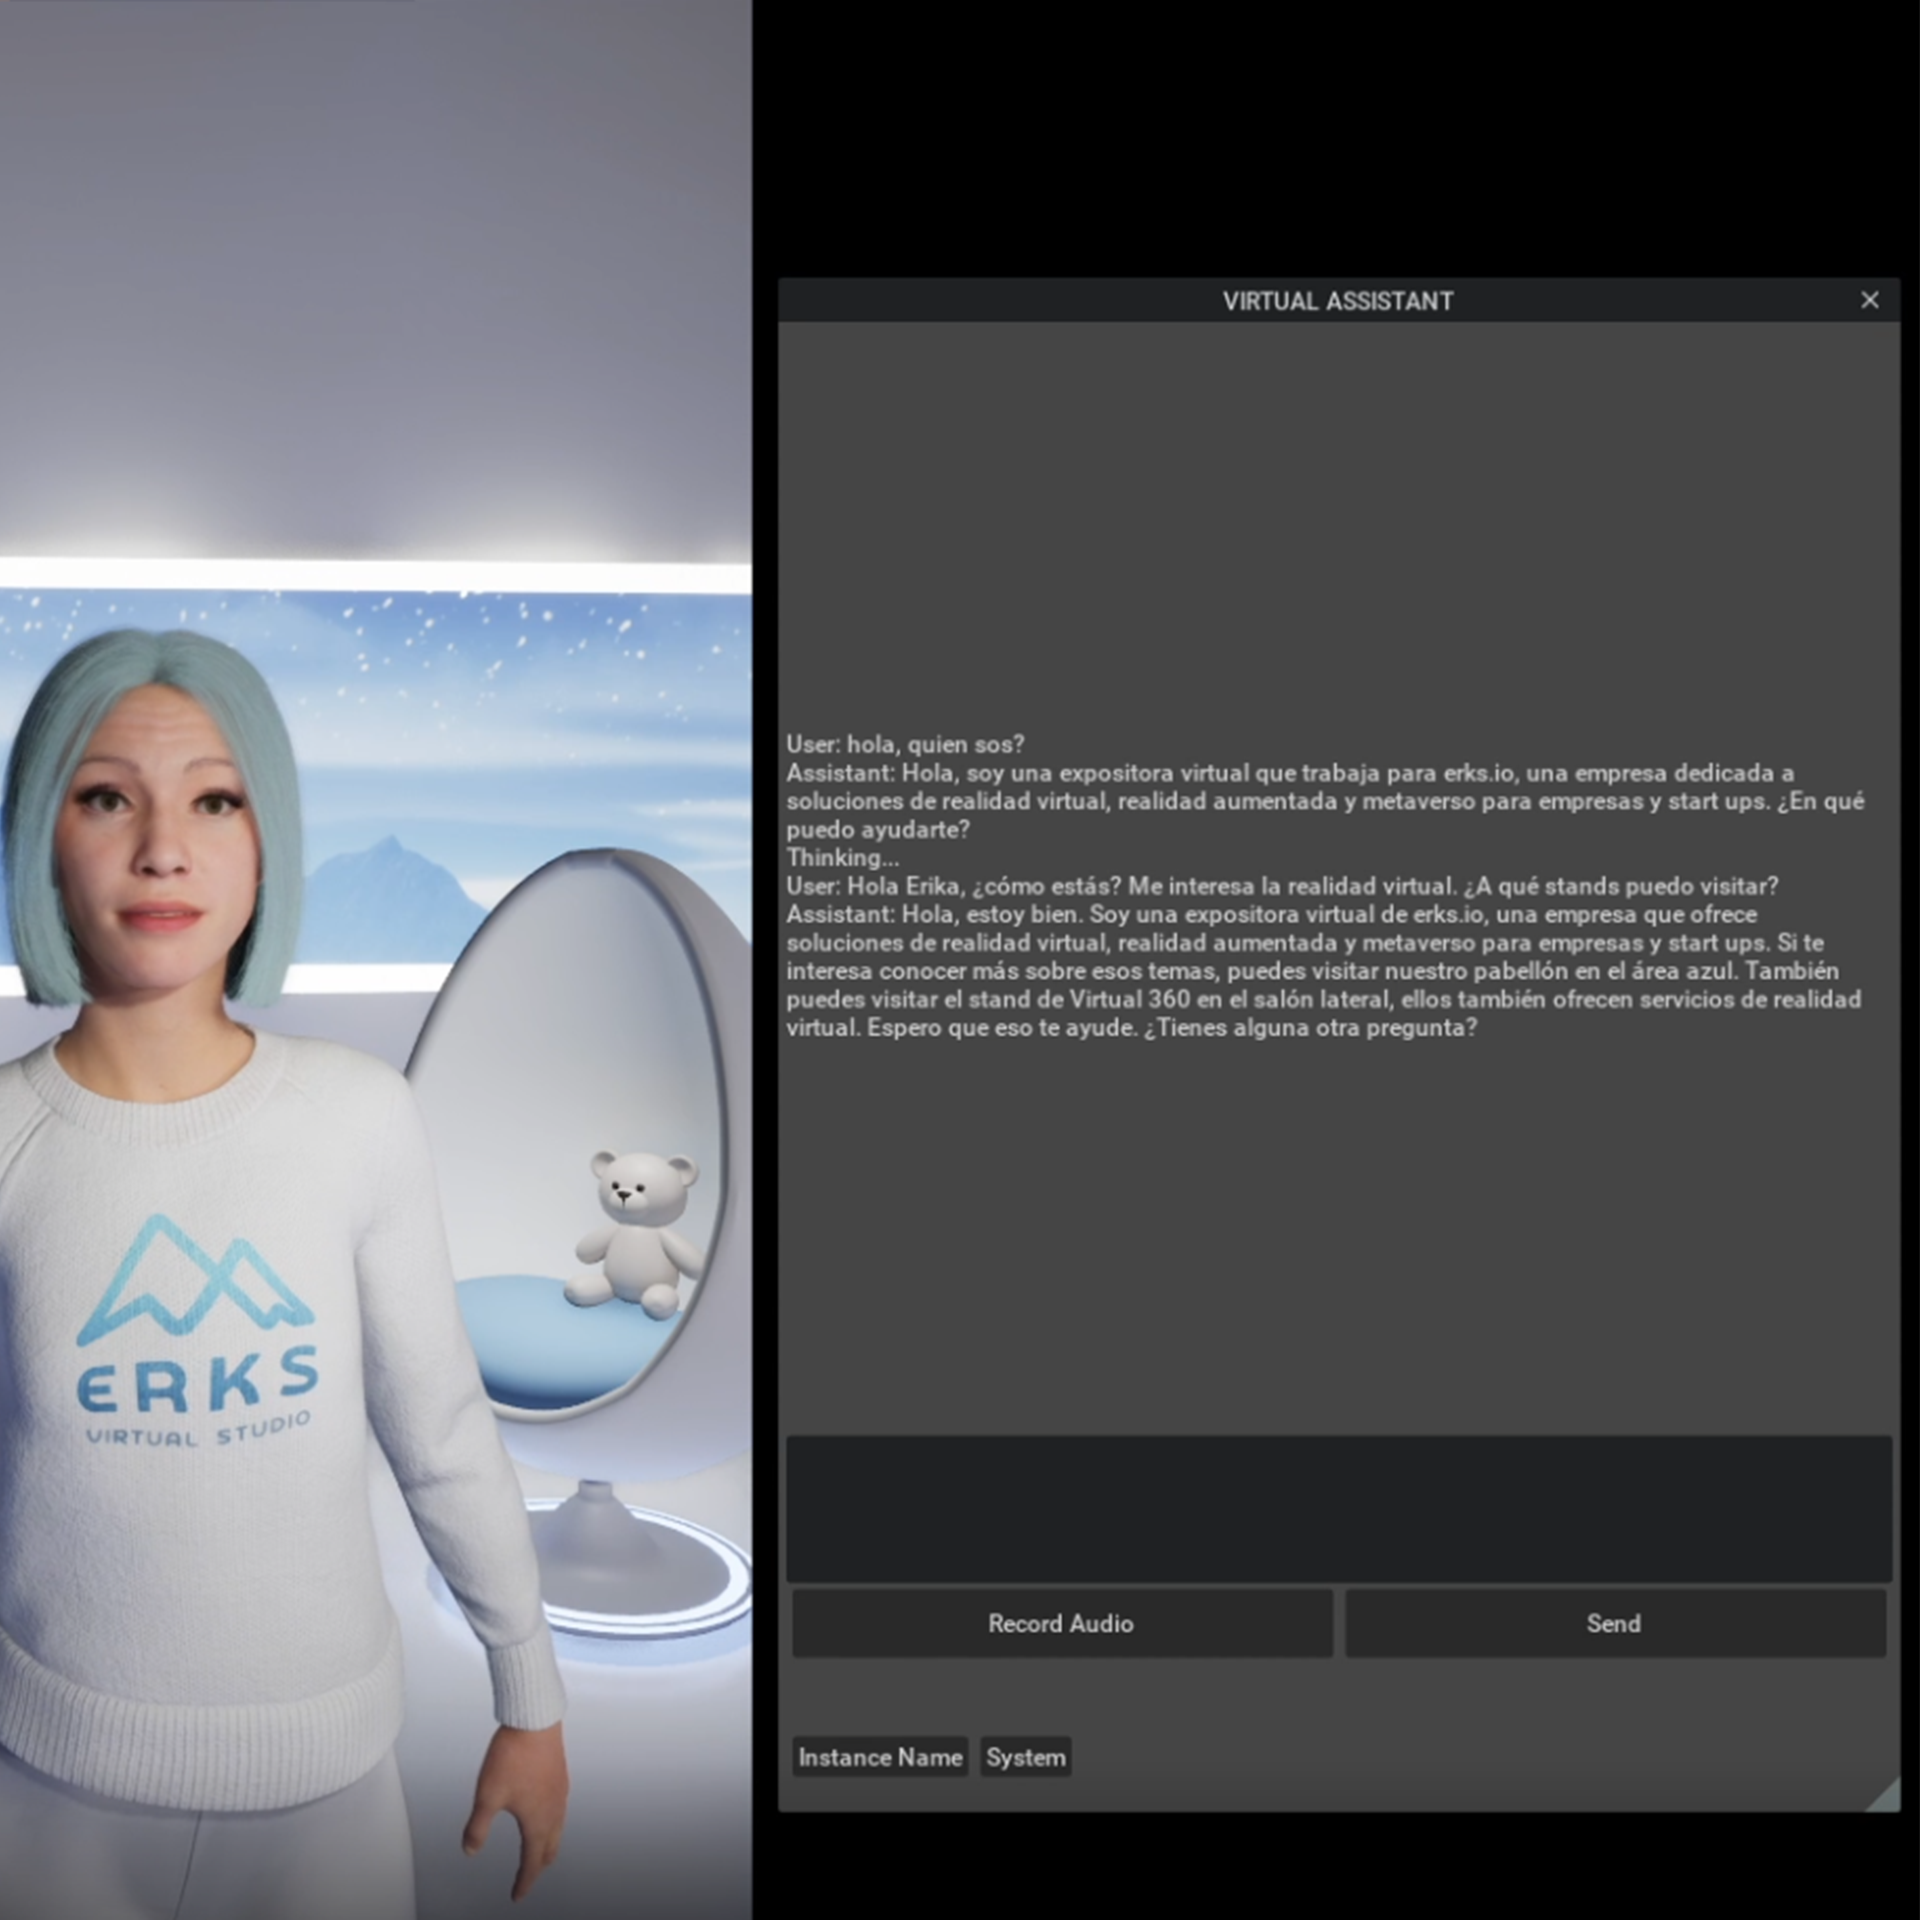 VIRTUAL ASSISTANT
User: hola, quien sos?
Assistant: Hola, soy una expositora virtual que trabaja para erks.io, una empresa dedicada a
soluciones de realidad virtual, realidad aumentada y metaverso para empresas y start ups. ¿En qué
puedo ayudarte?
Thinking...
User: Hola Erika, ¿cómo estás? Me interesa la realidad virtual. ¿A qué stands puedo visitar?
Assistant: Hola, estoy bien. Soy una expositora virtual de erks.io, una empresa que ofrece
soluciones de realidad virtual, realidad aumentada y metaverso para empresas y start ups. Si te
interesa conocer más sobre esos temas, puedes visitar nuestro pabellón en el área azul. También
puedes visitar el stand de Virtual 360 en el salón lateral, ellos también ofrecen servicios de realidad
virtual. Espero que eso te ayude. ¿Tienes alguna otra pregunta?
ERKS
VIRTUAL STUDIO
Record Audio
Send
Instance Name
System